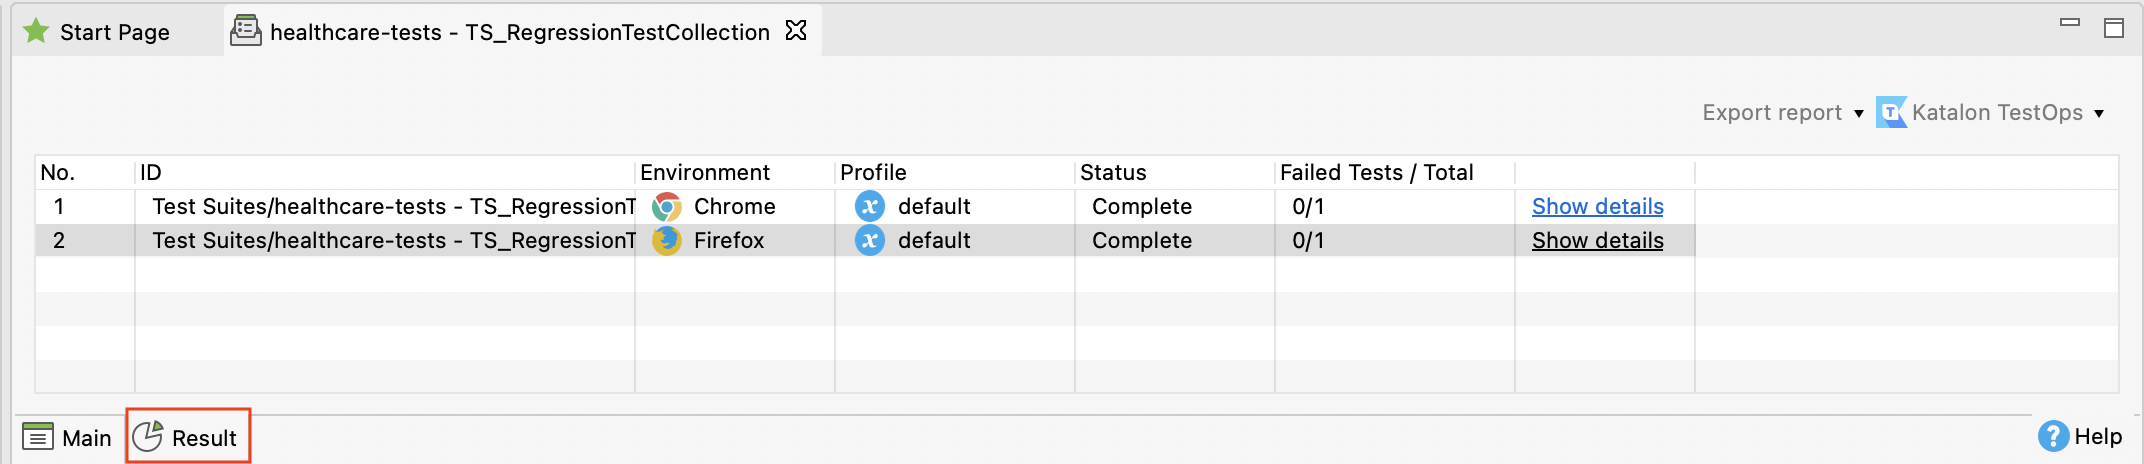 Start Page healthcare-tests - TS_RegressionTestCollection
Export report Katalon TestOps
No. ID Environment Profile Status Failed Tests / Total
1 Test Suites/healthcare-tests - TS_RegressionT Chrome default Complete 0/1 Show details
2 Test Suites/healthcare-tests - TS_RegressionT Firefox default Complete 0/1 Show details
Main Result ? Help